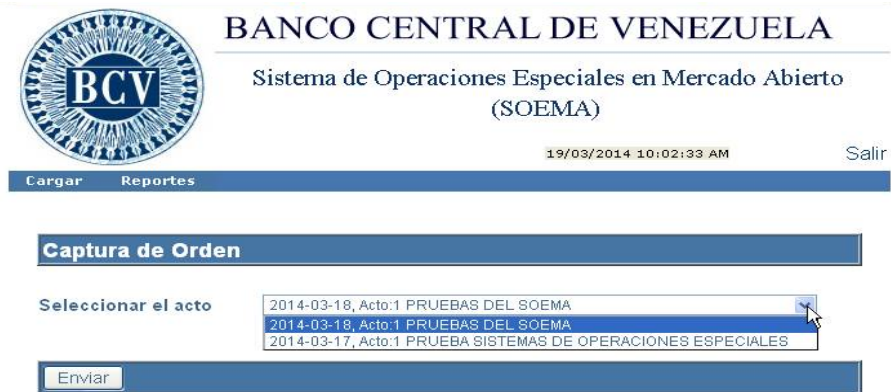 BCV
BANCO CENTRAL DE VENEZUELA
Sistema de Operaciones Especiales en Mercado Abierto
(SOEMA)
19/03/2014 10:02:33 AM
Salir
Cargar Reportes
Captura de Orden
Seleccionar el acto
2014-03-18, Acto:1 PRUEBAS DEL SOEMA
2014-03-18, Acto:1 PRUEBAS DEL SOEMA
2014-03-17, Acto:1 PRUEBA SISTEMAS DE OPERACIONES ESPECIALES
Enviar